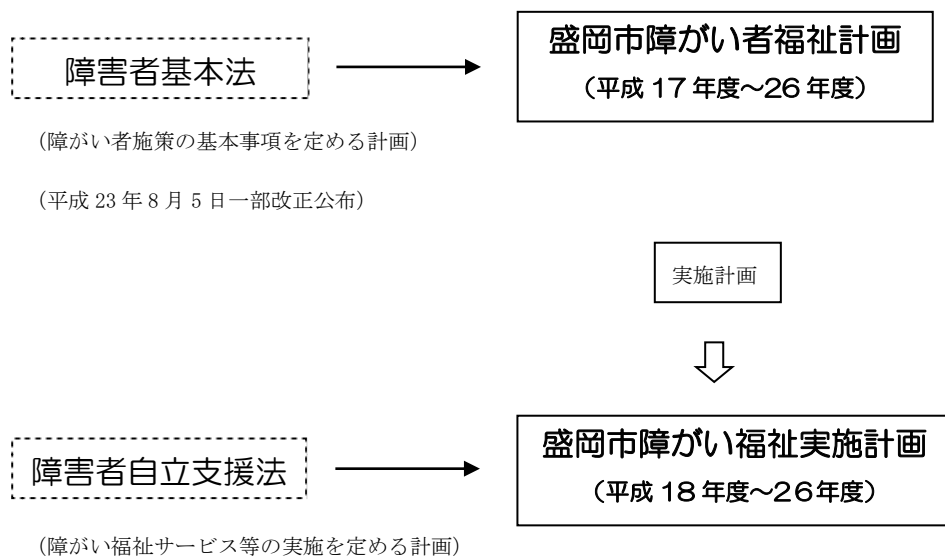 障害者基本法
盛岡市障がい者福祉計画
（平成 17 年度～26 年度）
（障がい者施策の基本事項を定める計画）
（平成 23 年 8 月 5 日一部改正公布）
実施計画
障害者自立支援法
盛岡市障がい福祉実施計画
（平成 18 年度～26年度）
（障がい福祉サービス等の実施を定める計画）